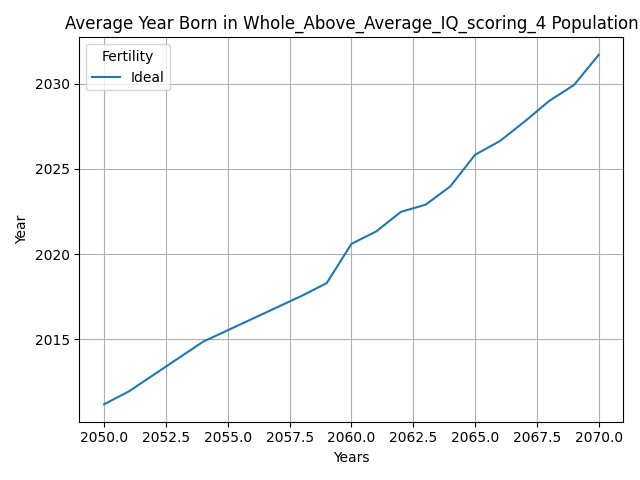 Average Year Born in Whole_Above_Average_IQ_scoring_4 Population
Fertility
Ideal
Year
2030
2025
2020
2015
2050.0 2052.5 2055.0 2057.5 2060.0 2062.5 2065.0 2067.5 2070.0
Years